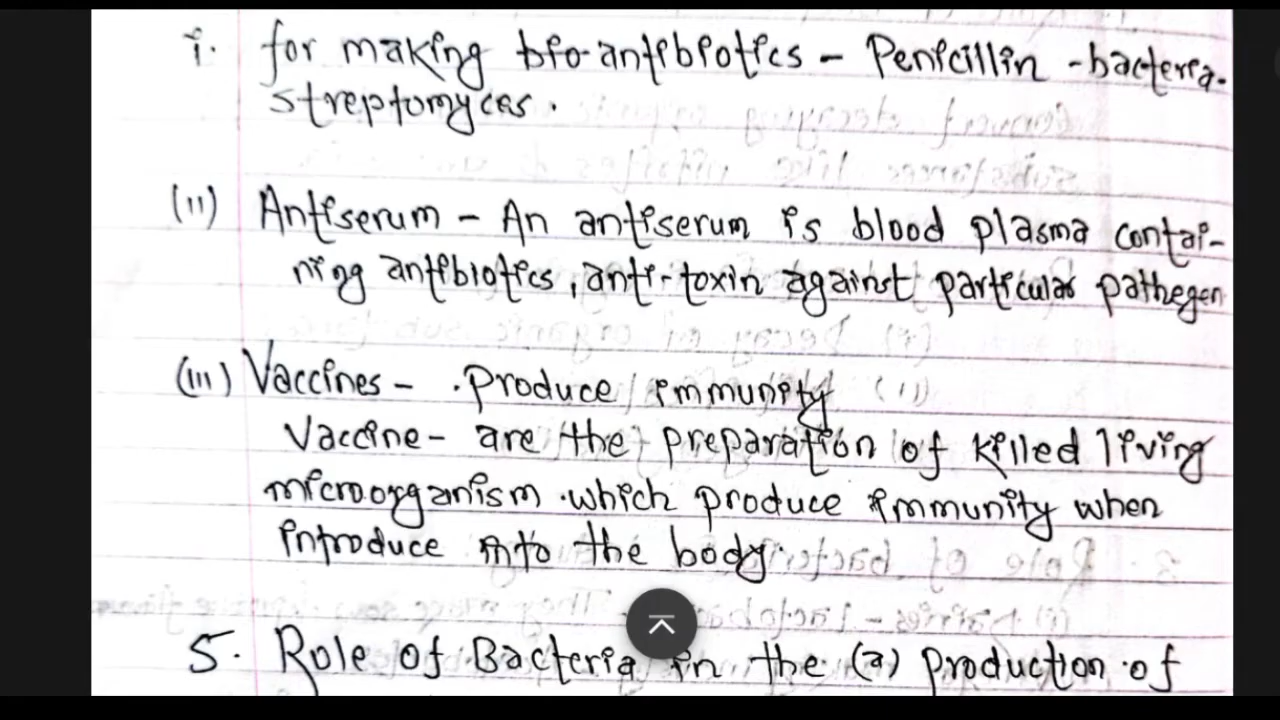 i. for making bio-antibiotics - Penicillin - bacteria-
streptomyces.
(ii) Antiserum - An antiserum is blood plasma contai-
ning antibiotics, anti-toxin against particular pathegen
(iii) Vaccines - . Produce immunity
Vaccine - are the preparation of killed living
microorganism .which produce immunity when
introduce into the body.
5. Role of Bacteria in the (a) production of